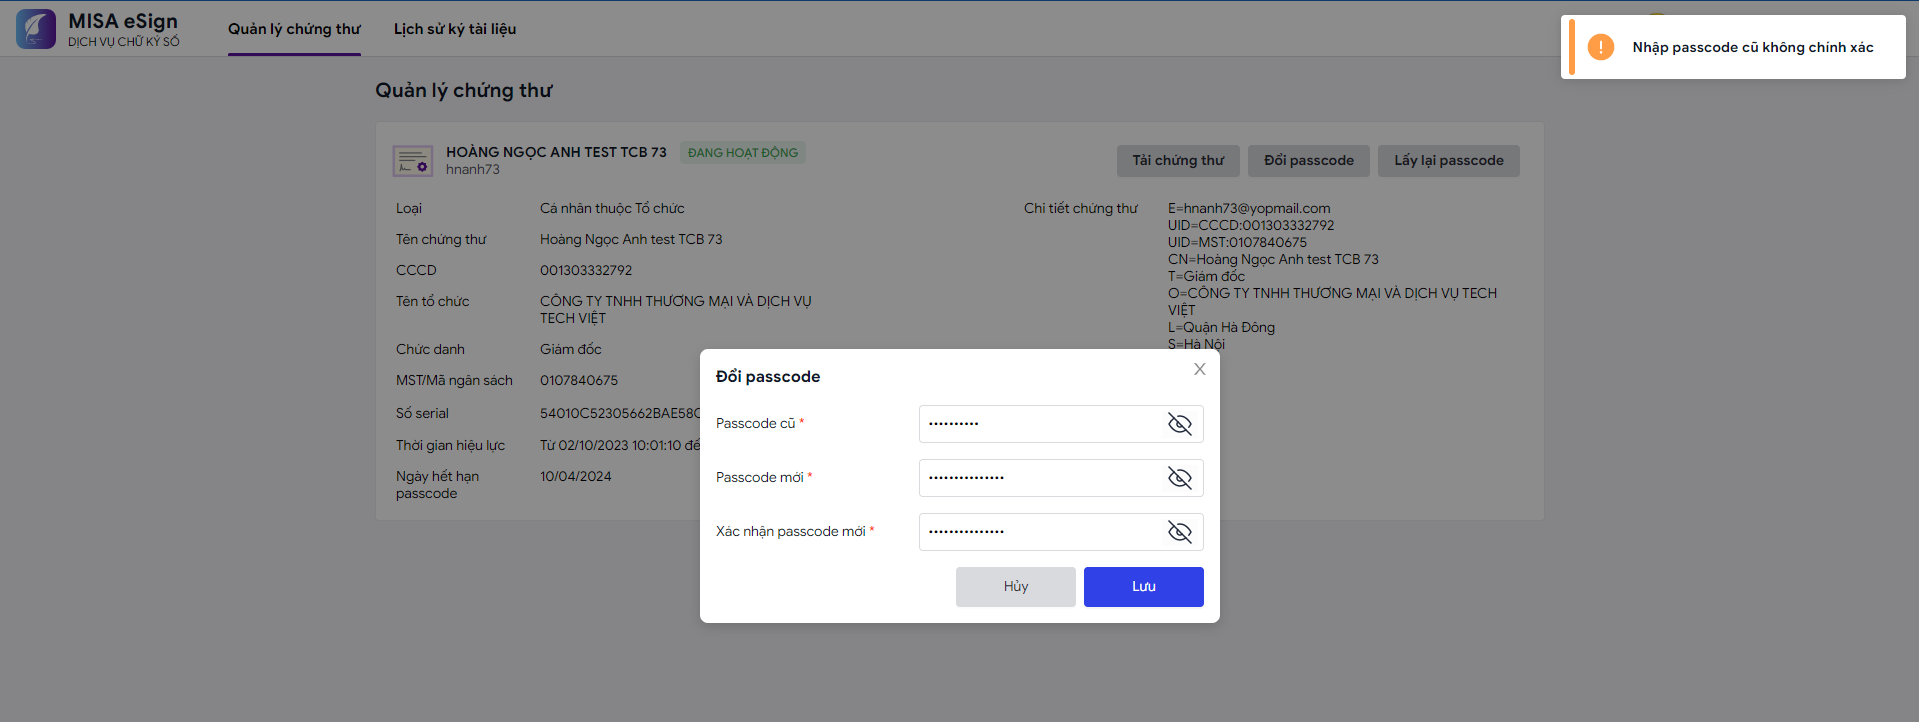 MISA eSign
DỊCH VỤ CHỮ KÝ SỐ
Quản lý chứng thư
Lịch sử ký tài liệu
Nhập passcode cũ không chính xác
Quản lý chứng thư
HOÀNG NGỌC ANH TEST TCB 73
ĐANG HOẠT ĐỘNG
hnanh73
Tải chứng thư
Đổi passcode
Lấy lại passcode
Loại
Cá nhân thuộc Tổ chức
Tên chứng thư
Hoàng Ngọc Anh test TCB 73
CCCD
001303332792
Tên tổ chức
CÔNG TY TNHH THƯƠNG MẠI VÀ DỊCH VỤ
TECH VIỆT
Chức danh
Giám đốc
MST/Mã ngân sách
0107840675
Số serial
54010C52305662BAE58C
Thời gian hiệu lực
Từ 02/10/2023 10:01:10 đế
Ngày hết hạn
passcode
10/04/2024
Chi tiết chứng thư
E=hnanh73@yopmail.com
UID=CCCD:001303332792
UID=MST:0107840675
CN=Hoàng Ngọc Anh test TCB 73
T=Giám đốc
O=CÔNG TY TNHH THƯƠNG MẠI VÀ DỊCH VỤ TECH
VIỆT
L=Quận Hà Đông
S=Hà Nội
Đổi passcode
Passcode cũ *
Passcode mới *
Xác nhận passcode mới *
Hủy
Lưu